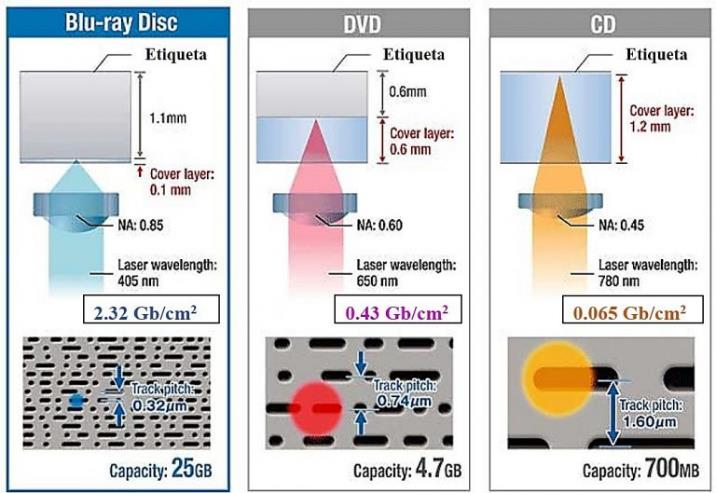 Blu-ray Disc
Etiqueta
1.1mm
Cover layer:
0.1 mm
NA: 0.85
Laser wavelength:
405 nm
2.32 Gb/cm²
Track pitch:
0.32µm
Capacity: 25GB
DVD
Etiqueta
0.6mm
Cover layer:
0.6 mm
NA: 0.60
Laser wavelength:
650 nm
0.43 Gb/cm²
Track pitch:
0.74µm
Capacity: 4.7GB
CD
Etiqueta
Cover layer:
1.2 mm
NA: 0.45
Laser wavelength:
780 nm
0.065 Gb/cm²
Track pitch:
1.60µm
Capacity: 700MB